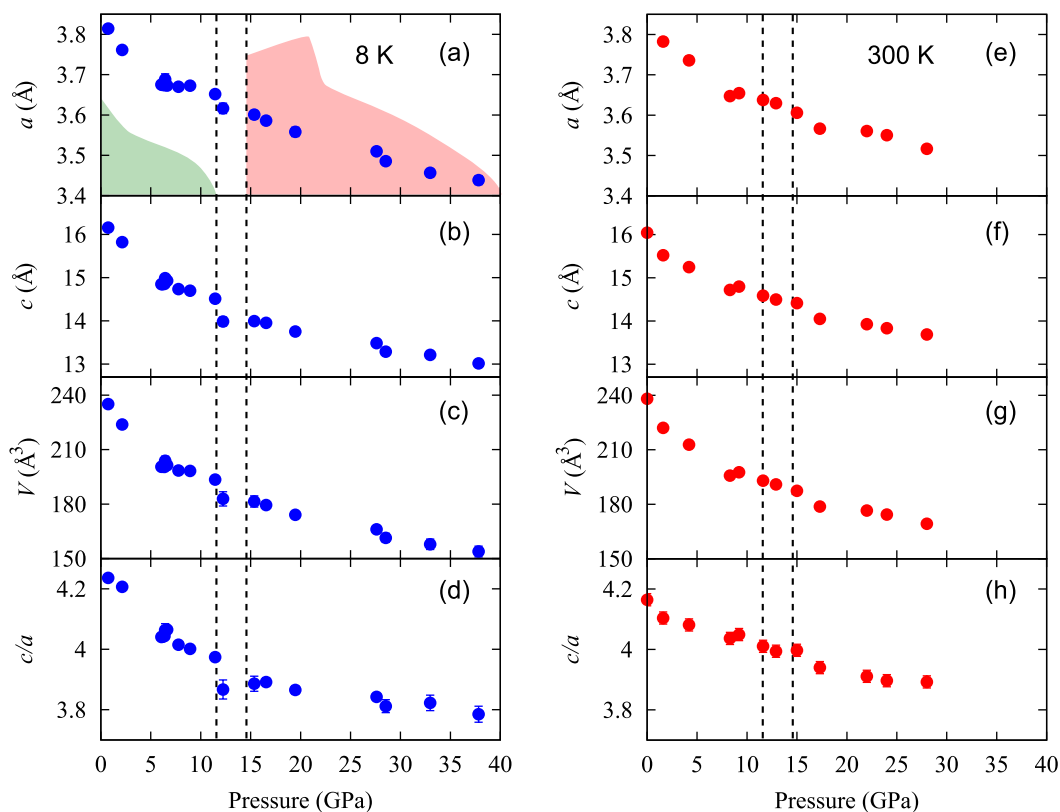 3.8
3.7
3.6
3.5
3.4
a (Å)
8 K
(a)
16
15
14
13
c (Å)
(b)
240
210
180
150
V (Å³)
(c)
4.2
4
3.8
c/a
(d)
0 5 10 15 20 25 30 35 40
Pressure (GPa)
3.8
3.7
3.6
3.5
3.4
a (Å)
300 K
(e)
16
15
14
13
c (Å)
(f)
240
210
180
150
V (Å³)
(g)
4.2
4
3.8
c/a
(h)
0 5 10 15 20 25 30 35 40
Pressure (GPa)